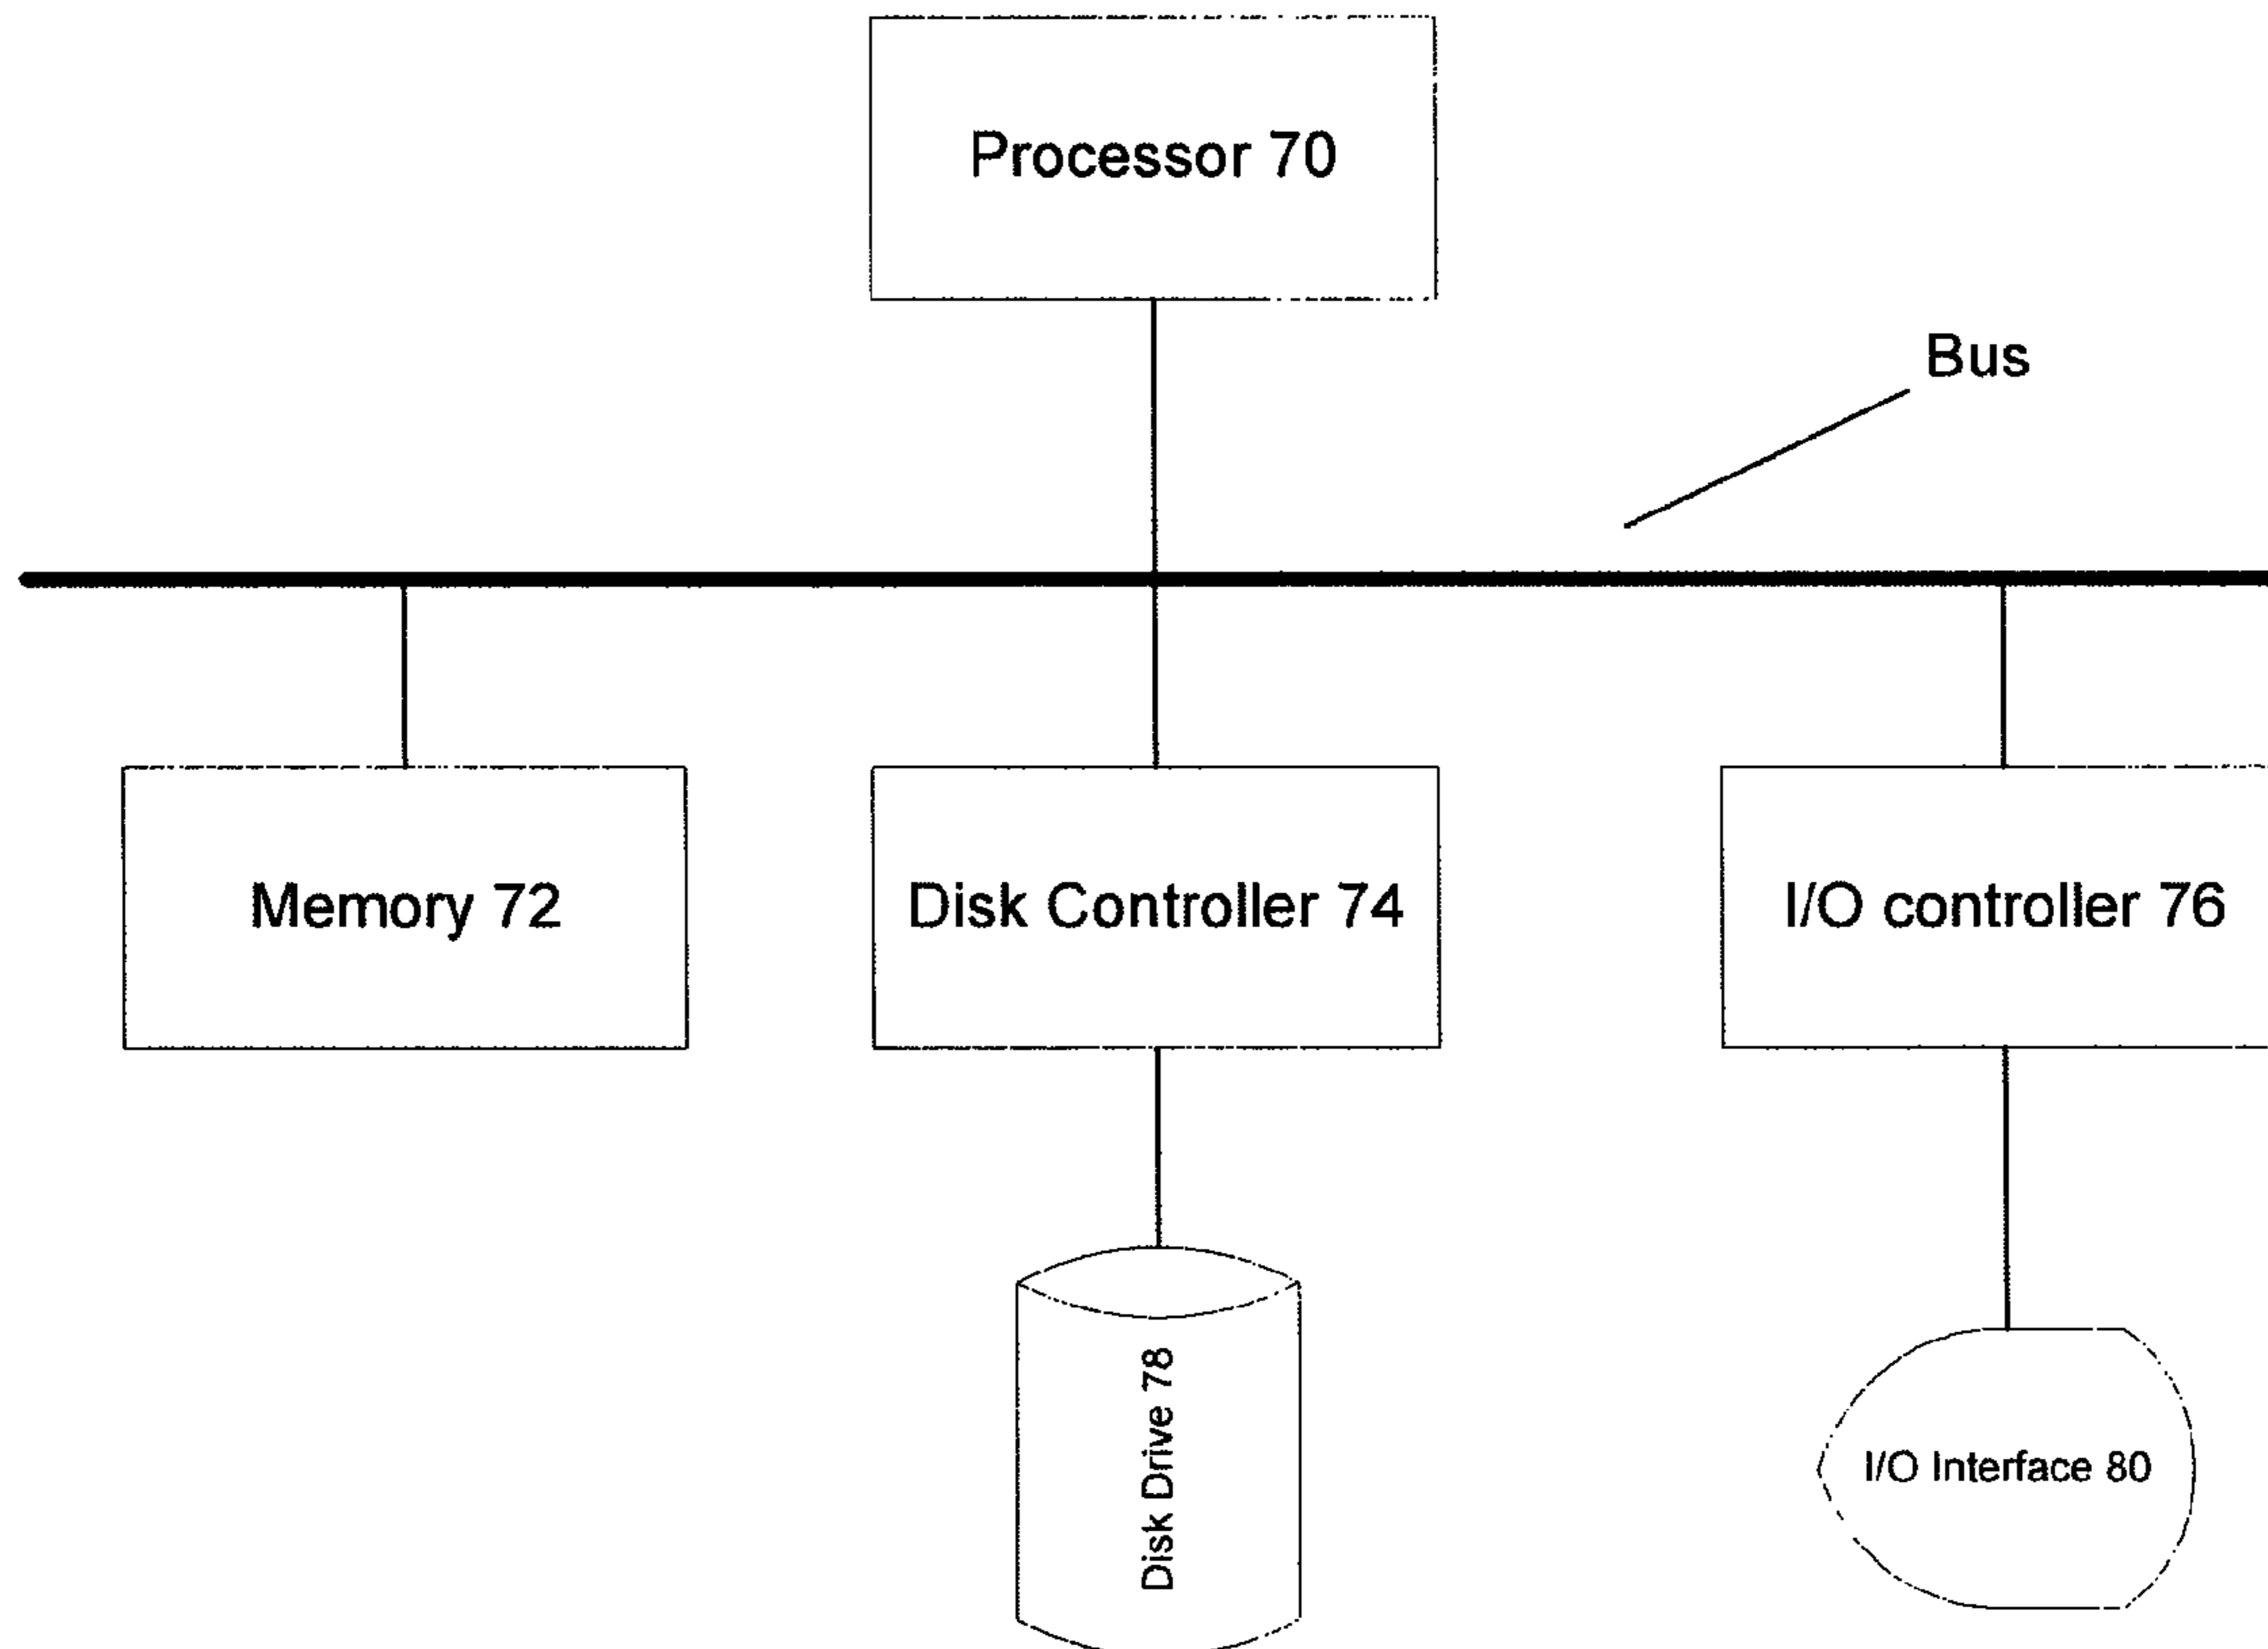 Processor 70
Bus
Memory 72
Disk Controller 74
I/O controller 76
Disk Drive 78
I/O Interface 80